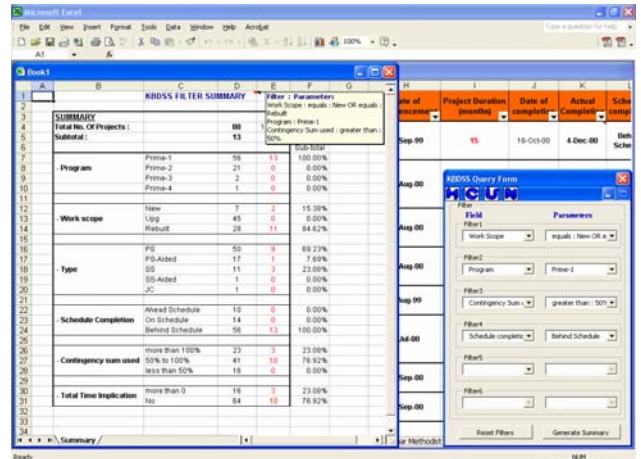 Microsoft Excel
File Edit View Insert Format Tools Data Window Help Acrobat
Type a question for help
100%
A1 fx
Book1
A B C D E F G
KBDSS FILTER SUMMARY
Filter : Parameters
Work Scope : equals : New OR equals :
Rebuilt
Program : Prime-1
Contingency Sum used : greater than :
50%
SUMMARY
Total No. Of Projects : 80
Subtotal : 13
Sub-total
- Program
Prime-1 56 13 100.00%
Prime-2 21 0 0.00%
Prime-3 2 0 0.00%
Prime-4 1 0 0.00%
- Work scope
New 7 2 15.38%
Upg 45 0 0.00%
Rebuilt 28 11 84.62%
- Type
PS 50 9 69.23%
PS-Aided 17 1 7.69%
SS 11 3 23.08%
SS-Aided 1 0 0.00%
JC 1 0 0.00%
- Schedule Completion
Ahead Schedule 10 0 0.00%
On Schedule 14 0 0.00%
Behind Schedule 56 13 100.00%
- Contingency sum used
more than 100% 23 3 23.08%
50% to 100% 41 10 76.92%
less than 50% 16 0 0.00%
- Total Time Implication
more than 0 16 3 23.08%
No 64 10 76.92%
Summary
H I J K L
Project Duration (months)
Date of
Actual
15 16-Oct-00 4-Dec-00
Sep-99
Aug-00
Aug-00
Aug-00
Aug-99
Jul-00
Sep-00
Sep-00
KBDSS Query Form
Filter
Field Parameters
Filter1
Work Scope equals : New OR e
Filter2
Program Prime-1
Filter3
Contingency Sum greater than : 50%
Filter4
Schedule completic Behind Schedule
Filter5
Filter6
Reset Filters Generate Summary
Ready NUM